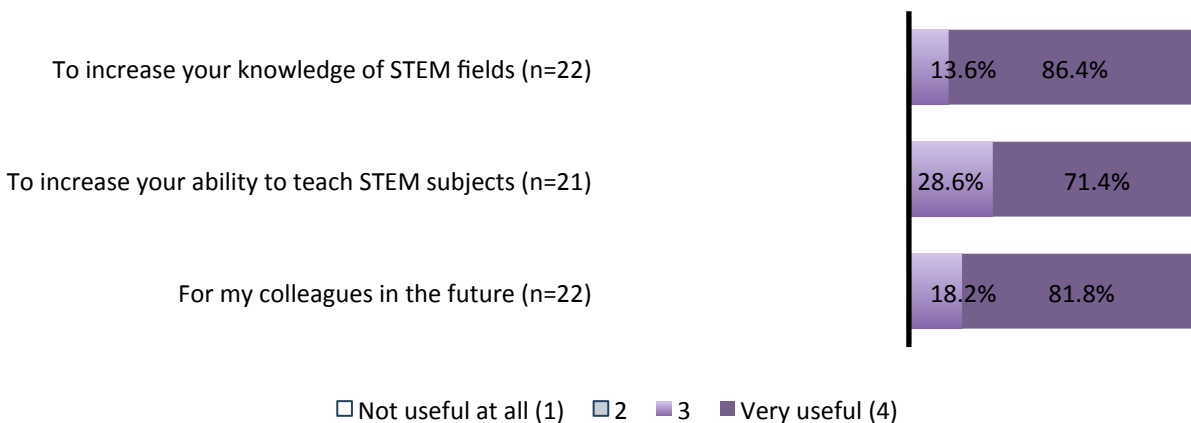 To increase your knowledge of STEM fields (n=22) 13.6% 86.4%
To increase your ability to teach STEM subjects (n=21) 28.6% 71.4%
For my colleagues in the future (n=22) 18.2% 81.8%
Not useful at all (1) 2 3 Very useful (4)